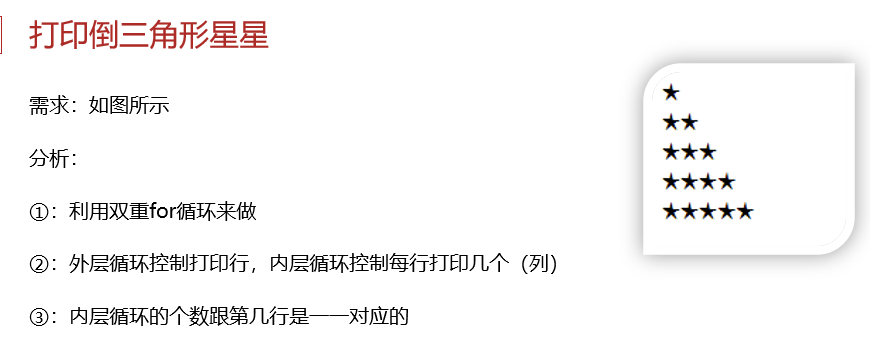 打印倒三角形星星
需求：如图所示
分析：
①：利用双重for循环来做
②：外层循环控制打印行，内层循环控制每行打印几个（列）
③：内层循环的个数跟第几行是一一对应的
★
★★
★★★
★★★★
★★★★★